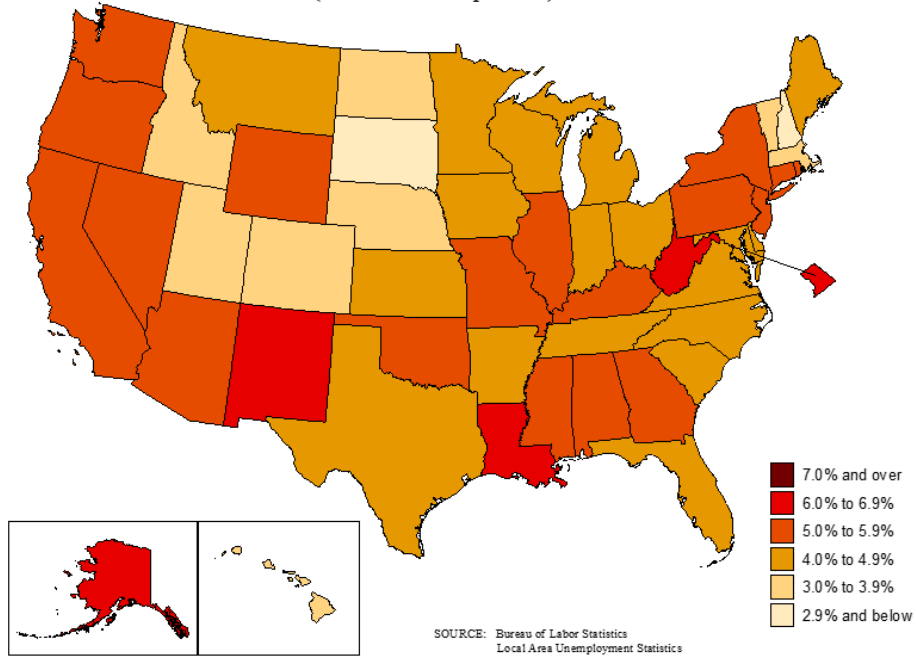 7.0% and over
6.0% to 6.9%
5.0% to 5.9%
4.0% to 4.9%
3.0% to 3.9%
2.9% and below
SOURCE: Bureau of Labor Statistics
Local Area Unemployment Statistics